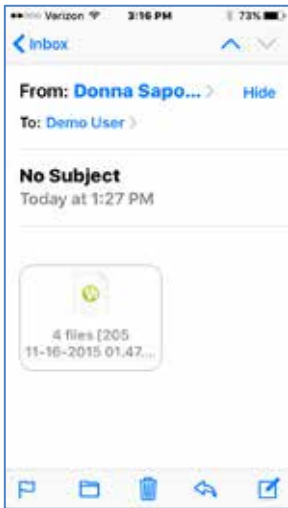 Verizon 3:16 PM 73%
Inbox
From: Donna Sapo... Hide
To: Demo User
No Subject
Today at 1:27 PM
4 files [205
11-16-2015 01.47....